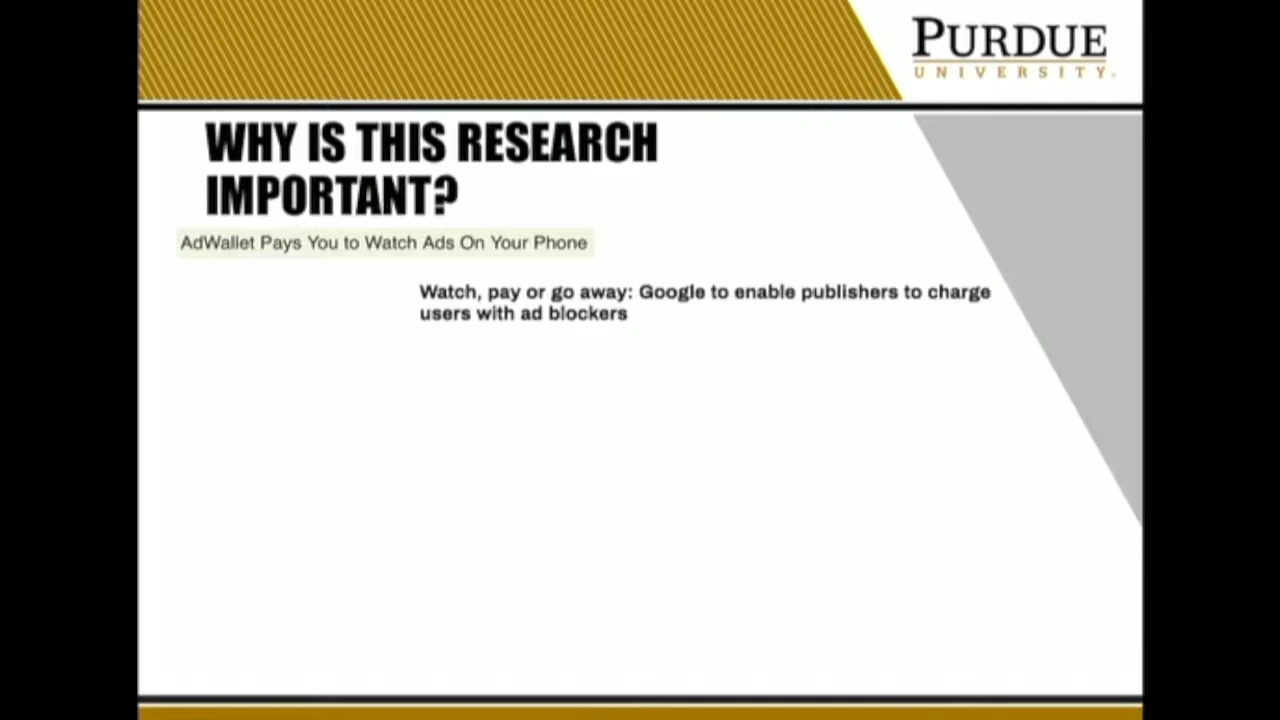 PURDUE
UNIVERSITY.
WHY IS THIS RESEARCH
IMPORTANT?
AdWallet Pays You to Watch Ads On Your Phone
Watch, pay or go away: Google to enable publishers to charge
users with ad blockers